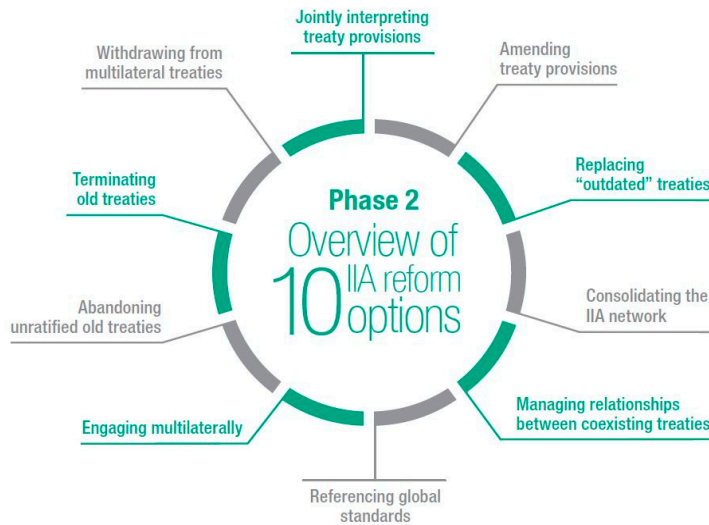 Jointly interpreting
treaty provisions
Amending
treaty provisions
Replacing
“outdated” treaties
Consolidating the
IIA network
Managing relationships
between coexisting treaties
Referencing global
standards
Engaging multilaterally
Abandoning
unratified old treaties
Terminating
old treaties
Withdrawing from
multilateral treaties
Phase 2
Overview of
10 IIA reform
options